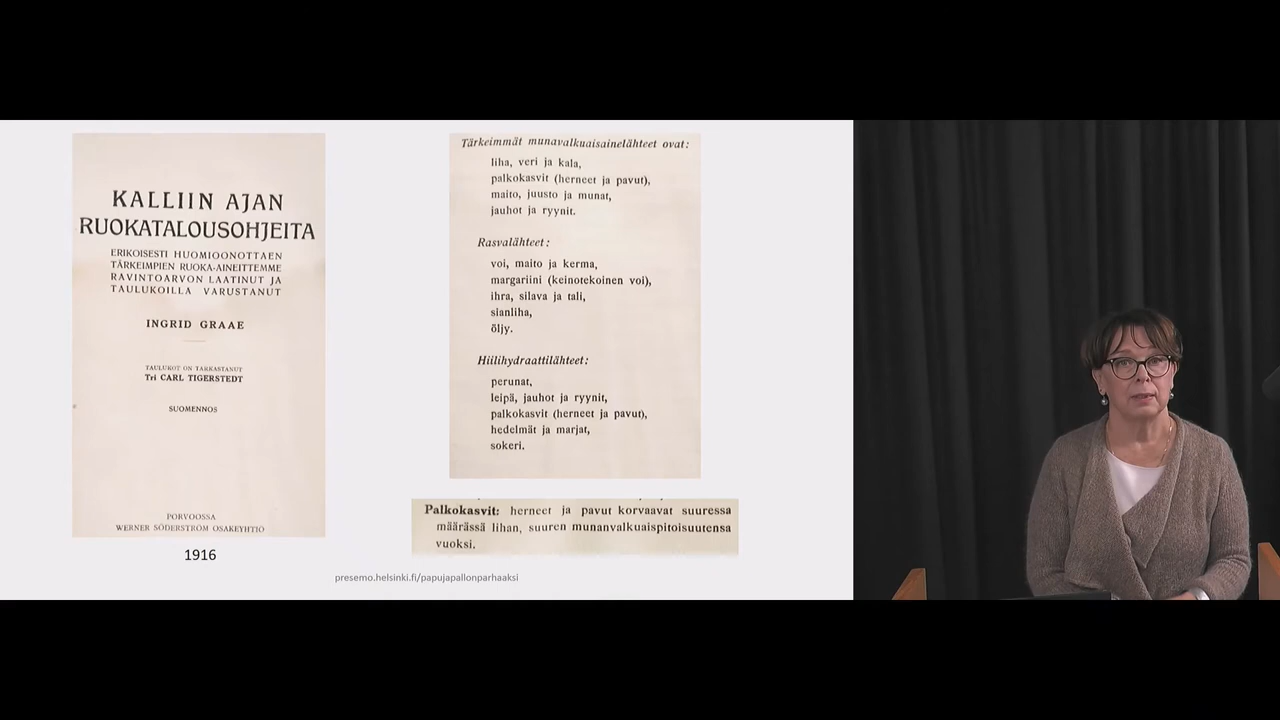 KALLIIN AJAN
RUOKATALOUSOHJEITA
ERIKOISESTI HUOMIOONOTTAEN
TÄRKEIMPIEN RUOKA-AINEITTEMME
RAVINTOARVON LAATINUT JA
TAULUKOILLA VARUSTANUT
INGRID GRAAE
TAULUKOT ON TARKASTANUT
Tri CARL TIGERSTEDT
SUOMENNOS
PORVOOSSA
WERNER SÖDERSTRÖM OSAKEYHTIÖ
1916
Tärkeimmät munavalkuaisainelähteet ovat:
liha, veri ja kala,
palkokasvit (herneet ja pavut),
maito, juusto ja munat,
jauhot ja ryynit.
Rasvalähteet:
voi, maito ja kerma,
margariini (keinotekoinen voi),
ihra, silava ja tali,
sianliha,
öljy.
Hiilihydraattilähteet:
perunat,
leipä, jauhot ja ryynit,
palkokasvit (herneet ja pavut),
hedelmät ja marjat,
sokeri.
Palkokasvit: herneet ja pavut korvaavat suuressa
määrässä lihan, suuren munanvalkuaispitoisuutensa
vuoksi.
presemo.helsinki.fi/papujapallonparhaaksi